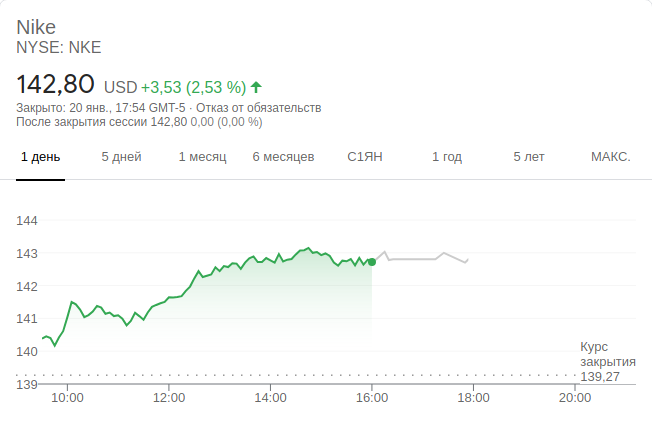 Nike
NYSE: NKE
142,80 USD +3,53 (2,53 %)
Закрыто: 20 янв., 17:54 GMT-5 · Отказ от обязательств
После закрытия сессии 142,80 0,00 (0,00 %)
1 день 5 дней 1 месяц 6 месяцев С1ЯН 1 год 5 лет МАКС.
144
143
142
141
140
Курс
закрытия
139,27
139
10:00 12:00 14:00 16:00 18:00 20:00